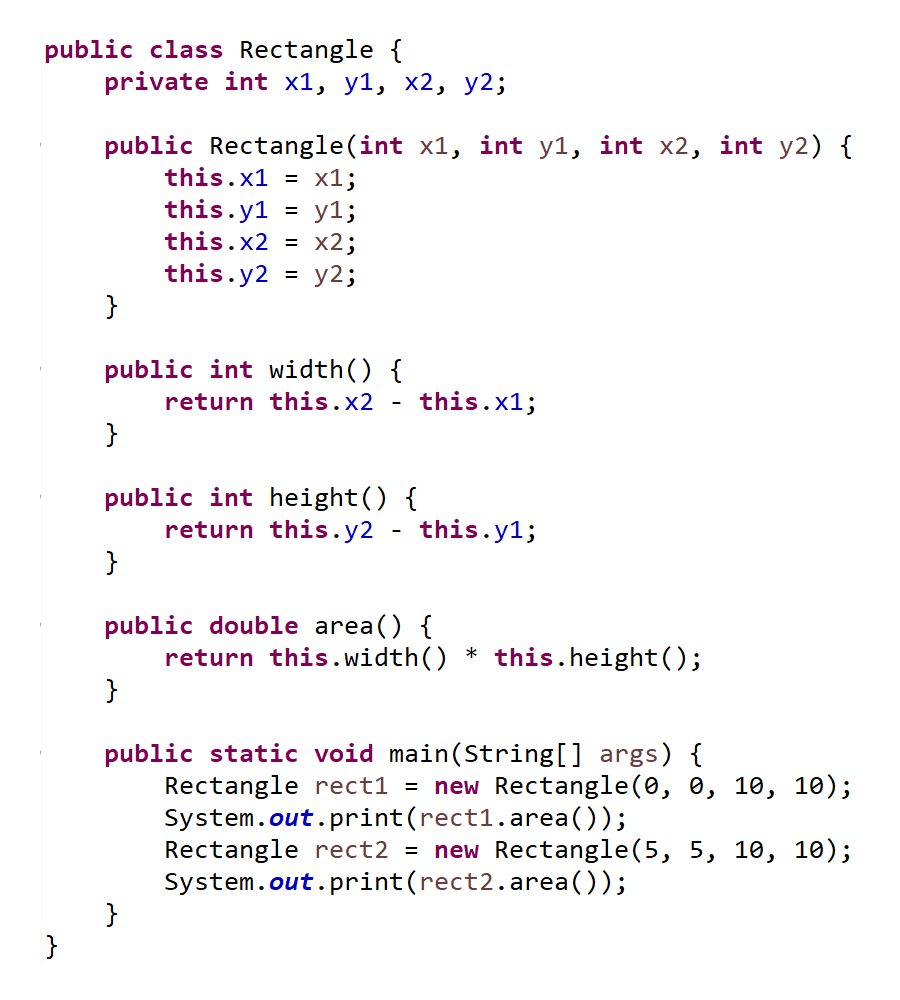 public class Rectangle {
    private int x1, y1, x2, y2;

    public Rectangle(int x1, int y1, int x2, int y2) {
        this.x1 = x1;
        this.y1 = y1;
        this.x2 = x2;
        this.y2 = y2;
    }

    public int width() {
        return this.x2 - this.x1;
    }

    public int height() {
        return this.y2 - this.y1;
    }

    public double area() {
        return this.width() * this.height();
    }

    public static void main(String[] args) {
        Rectangle rect1 = new Rectangle(0, 0, 10, 10);
        System.out.print(rect1.area());
        Rectangle rect2 = new Rectangle(5, 5, 10, 10);
        System.out.print(rect2.area());
    }
}